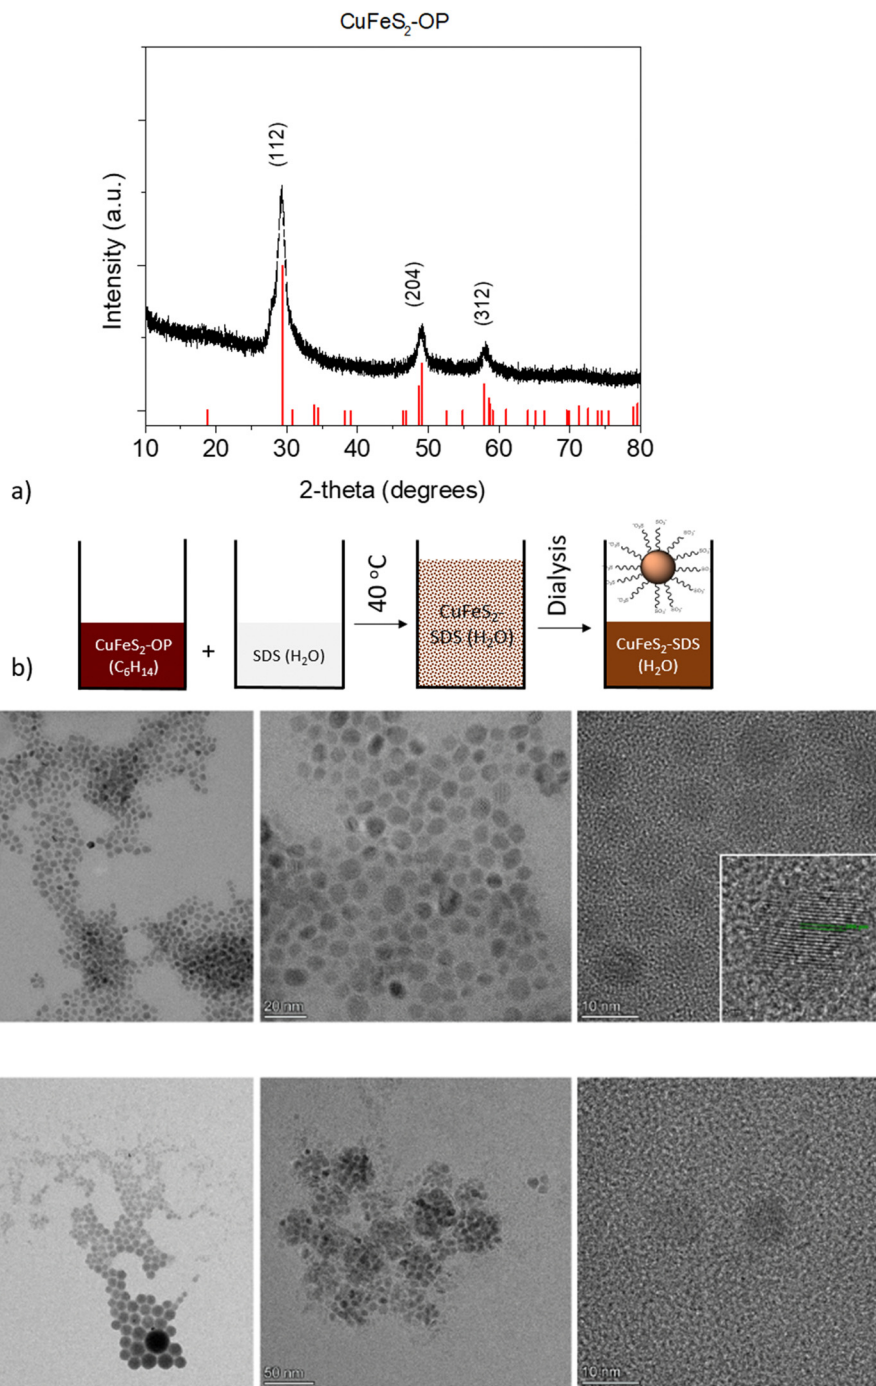 CuFeS₂-OP
(112)
(204)
(312)
Intensity (a.u.)
10 20 30 40 50 60 70 80
2-theta (degrees)
a)
CuFeS₂-OP
(C₆H₁₄)
+
SDS (H₂O)
40 °C
CuFeS₂-
SDS (H₂O)
Dialysis
CuFeS₂-SDS
(H₂O)
b)
20 nm
10 nm
50 nm
10 nm